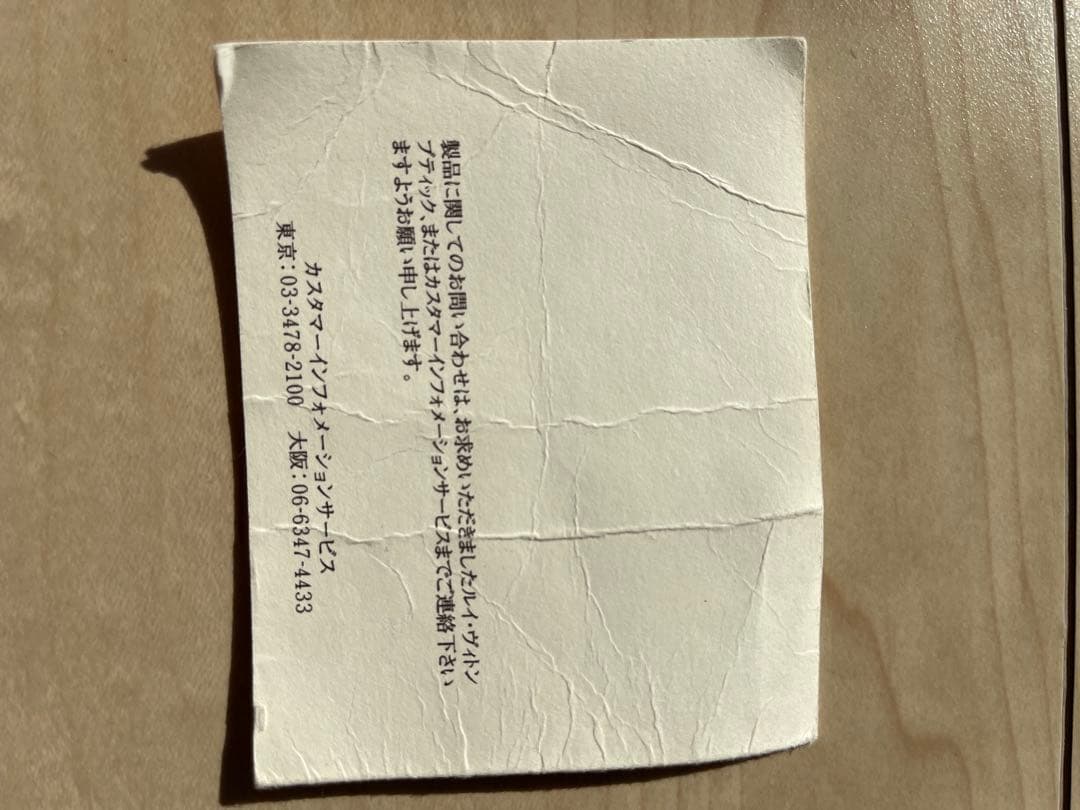 製品に関してのお問い合わせは、お求めいただきましたルイ・ヴィトン
ブティック、またはカスタマーインフォメーションサービスまでご連絡下さい
ますようお願い申し上げます。
カスタマーインフォメーションサービス
東京：03-3478-2100 大阪：06-6347-4433